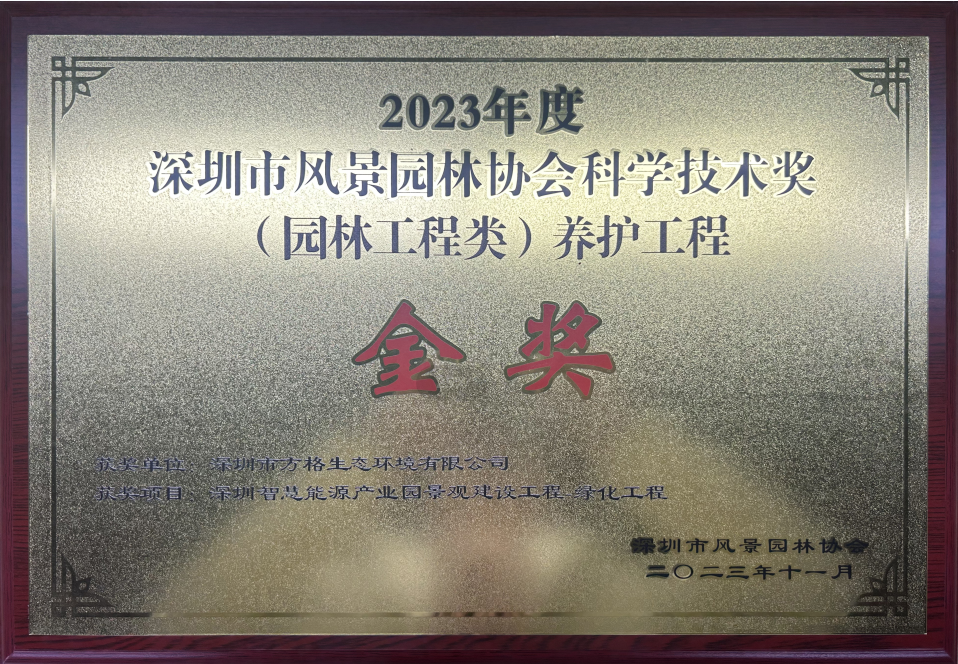 2023年度
深圳市风景园林协会科学技术奖
（园林工程类）养护工程
金奖
获奖单位：深圳市方格生态环境有限公司
获奖项目：深圳智慧能源产业园景观建设工程-绿化工程
深圳市风景园林协会
二〇二三年十一月